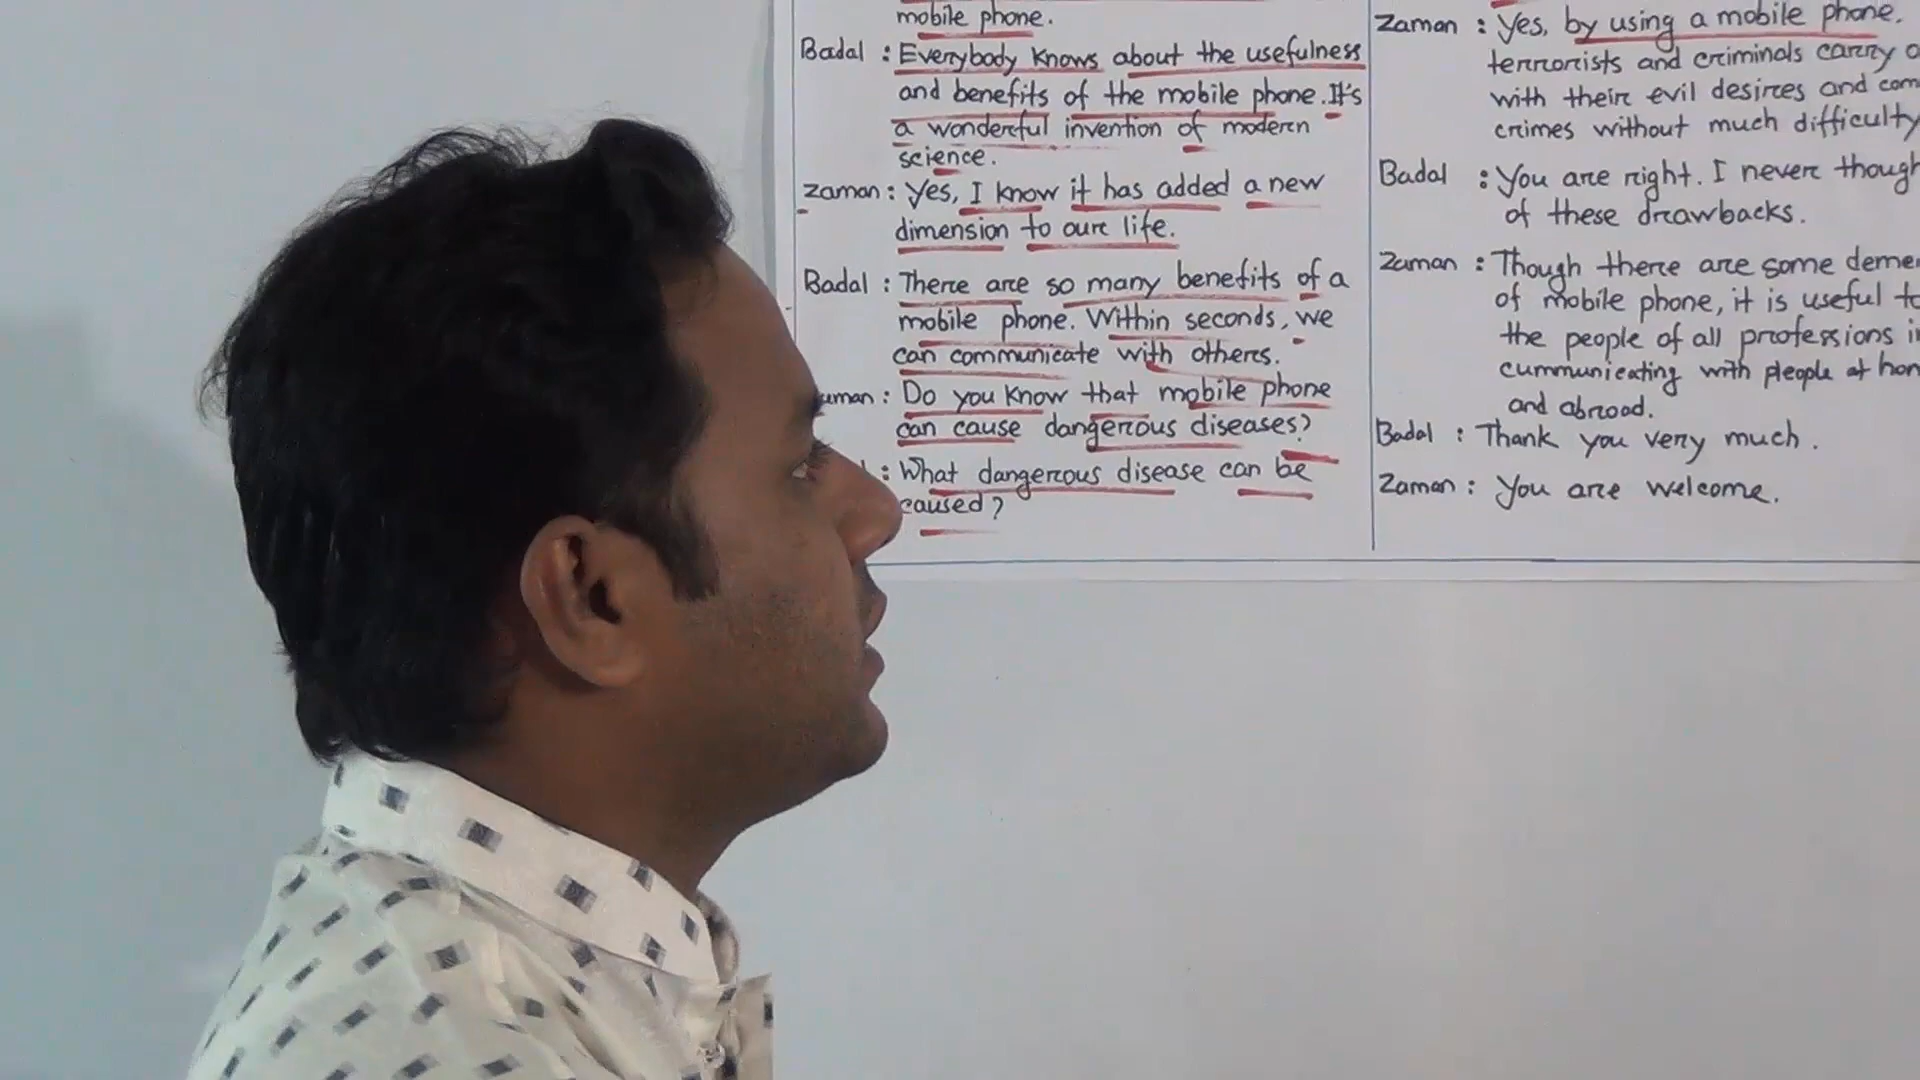 mobile phone.
Badal : Everybody knows about the usefulness
and benefits of the mobile phone. It's
a wonderful invention of modern
science.
Zaman : Yes, I know it has added a new
dimension to our life.
Badal : There are so many benefits of a
mobile phone. Within seconds, we
can communicate with others.
: Do you know that mobile phone
can cause dangerous diseases?
: What dangerous disease can be
caused?
Zaman : Yes, by using a mobile phone.
terrorists and criminals carry
with their evil desires and
crimes without much difficulty
Badal : You are right. I never
of these drawbacks.
Zaman : Though there are some
of mobile phone, it is useful
the people of all professions
cummunicating with pleople at
and abroad.
Badal : Thank you very much.
Zaman : You are welcome.